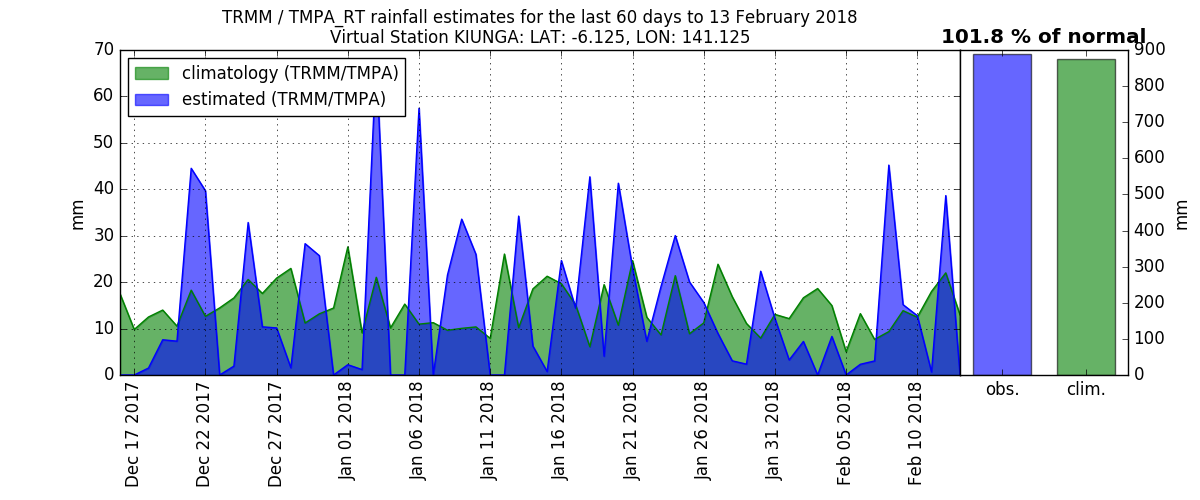 TRMM / TMPA_RT rainfall estimates for the last 60 days to 13 February 2018
Virtual Station KIUNGA: LAT: -6.125, LON: 141.125
101.8 % of normal
climatology (TRMM/TMPA)
estimated (TRMM/TMPA)
70
60
50
40
30
20
10
0
mm
900
800
700
600
500
400
300
200
100
0
mm
obs.
clim.
Dec 17 2017
Dec 22 2017
Dec 27 2017
Jan 01 2018
Jan 06 2018
Jan 11 2018
Jan 16 2018
Jan 21 2018
Jan 26 2018
Jan 31 2018
Feb 05 2018
Feb 10 2018